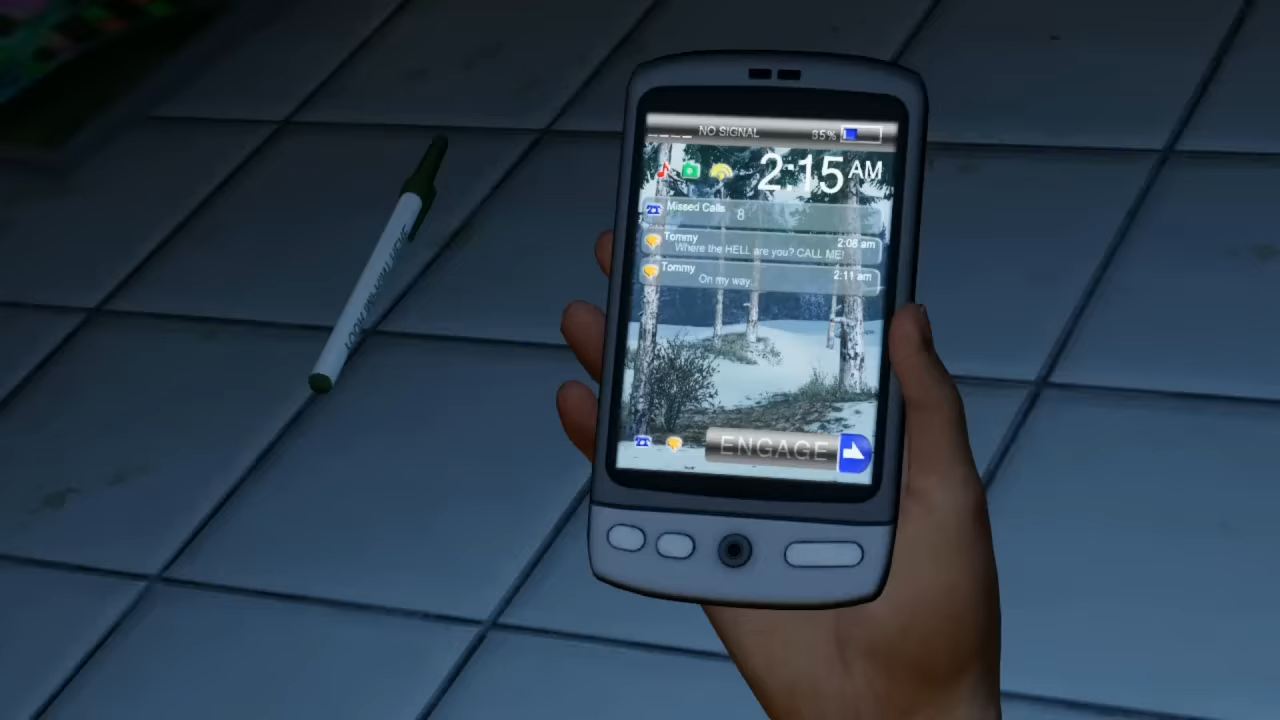 NO SIGNAL 35%
2:15 AM
Missed Calls
8
Tommy 2:08 am
Where the HELL are you? CALL ME!
Tommy 2:11 am
On my way.
ENGAGE